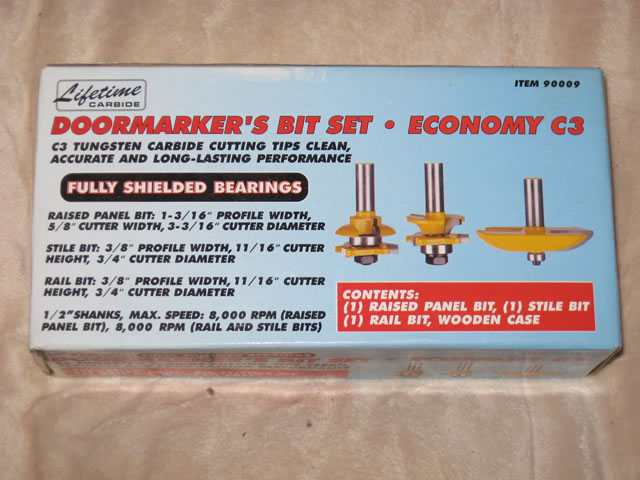 Lifetime
CARBIDE
ITEM 90009
DOORMARKER'S BIT SET • ECONOMY C3
C3 TUNGSTEN CARBIDE CUTTING TIPS CLEAN,
ACCURATE AND LONG-LASTING PERFORMANCE
FULLY SHIELDED BEARINGS
RAISED PANEL BIT: 1-3/16" PROFILE WIDTH,
5/8" CUTTER WIDTH, 3-3/16" CUTTER DIAMETER
STILE BIT: 3/8" PROFILE WIDTH, 11/16" CUTTER
HEIGHT, 3/4" CUTTER DIAMETER
RAIL BIT: 3/8" PROFILE WIDTH, 11/16" CUTTER
HEIGHT, 3/4" CUTTER DIAMETER
1/2" SHANKS, MAX. SPEED: 8,000 RPM (RAISED
PANEL BIT), 8,000 RPM (RAIL AND STILE BITS)
CONTENTS:
(1) RAISED PANEL BIT, (1) STILE BIT
(1) RAIL BIT, WOODEN CASE